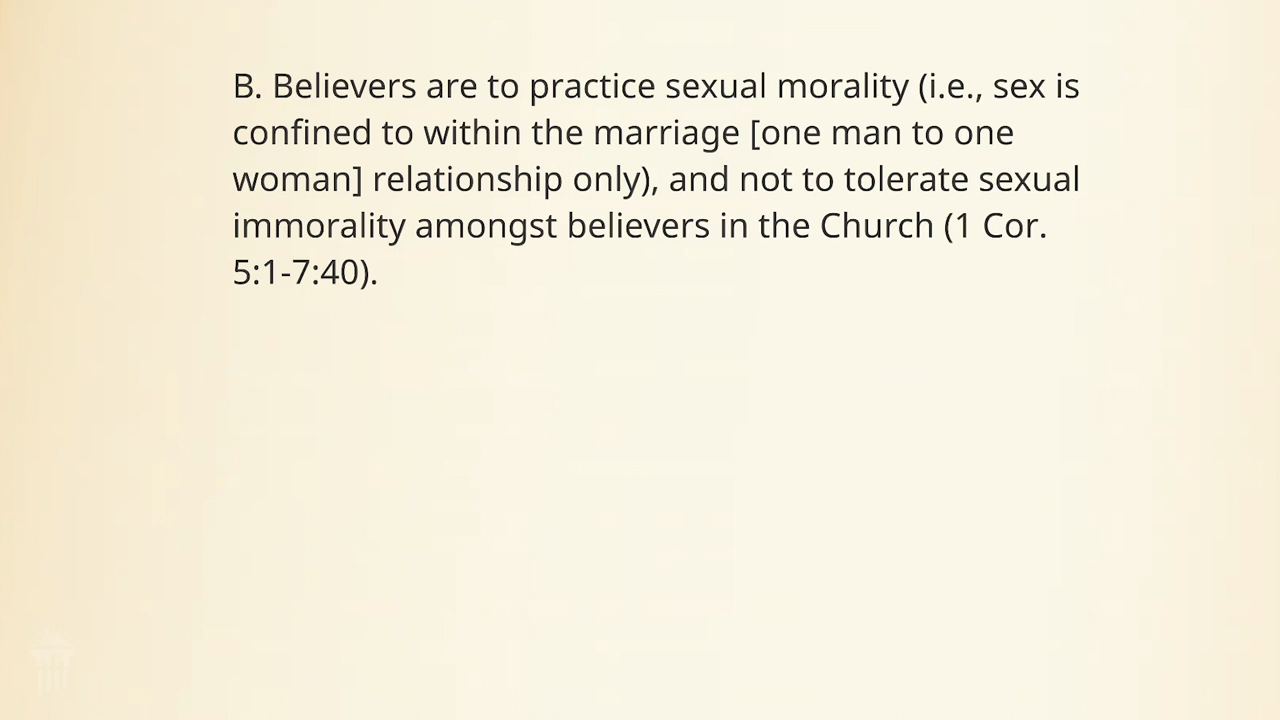 B. Believers are to practice sexual morality (i.e., sex is
confined to within the marriage [one man to one
woman] relationship only), and not to tolerate sexual
immorality amongst believers in the Church (1 Cor.
5:1-7:40).